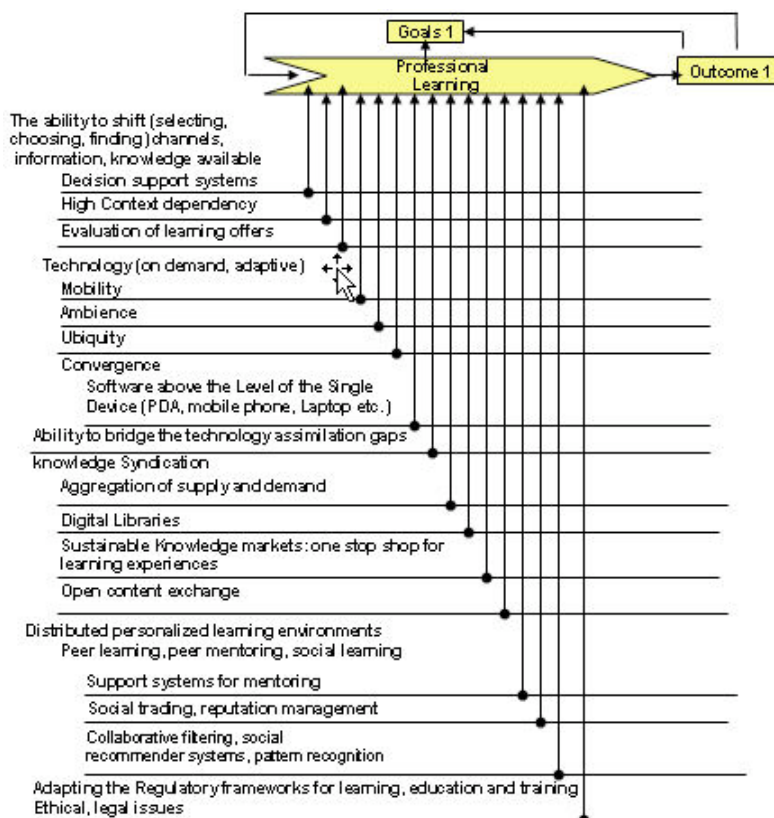 Goals 1
Professional
Learning
Outcome 1
The ability to shift (selecting,
choosing, finding) channels,
information, knowledge available
Decision support systems
High Context dependency
Evaluation of learning offers
Technology (on demand, adaptive)
Mobility
Ambience
Ubiquity
Convergence
Software above the Level of the Single
Device (PDA, mobile phone, Laptop etc.)
Ability to bridge the technology assimilation gaps
knowledge Syndication
Aggregation of supply and demand
Digital Libraries
Sustainable Knowledge markets: one stop shop for
learning experiences
Open content exchange
Distributed personalized learning environments
Peer learning, peer mentoring, social learning
Support systems for mentoring
Social trading, reputation management
Collaborative filtering, social
recommender systems, pattern recognition
Adapting the Regulatory frameworks for learning, education and training
Ethical, legal issues